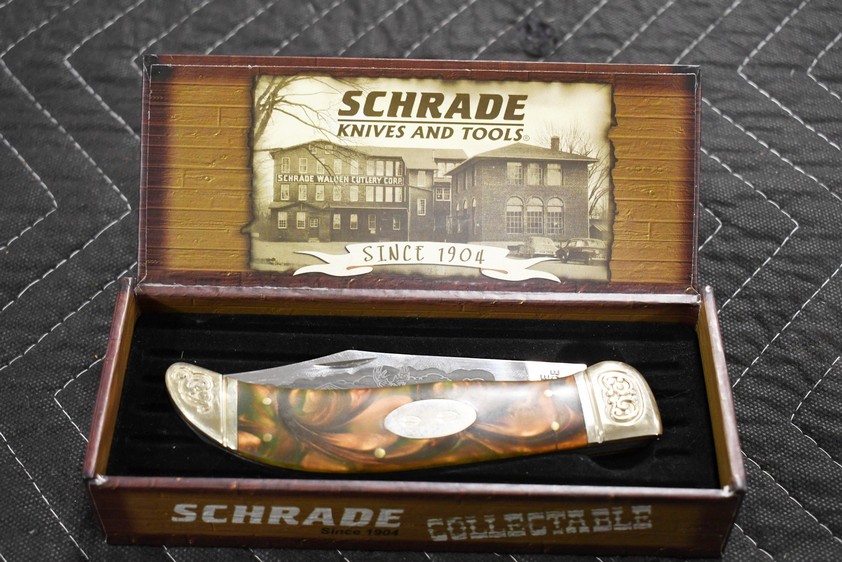 SCHRADE
KNIVES AND TOOLS®
SCHRADE WALDEN CUTLERY CORP.
SINCE 1904
SCHRADE
Since 1904
COLLECTABLE